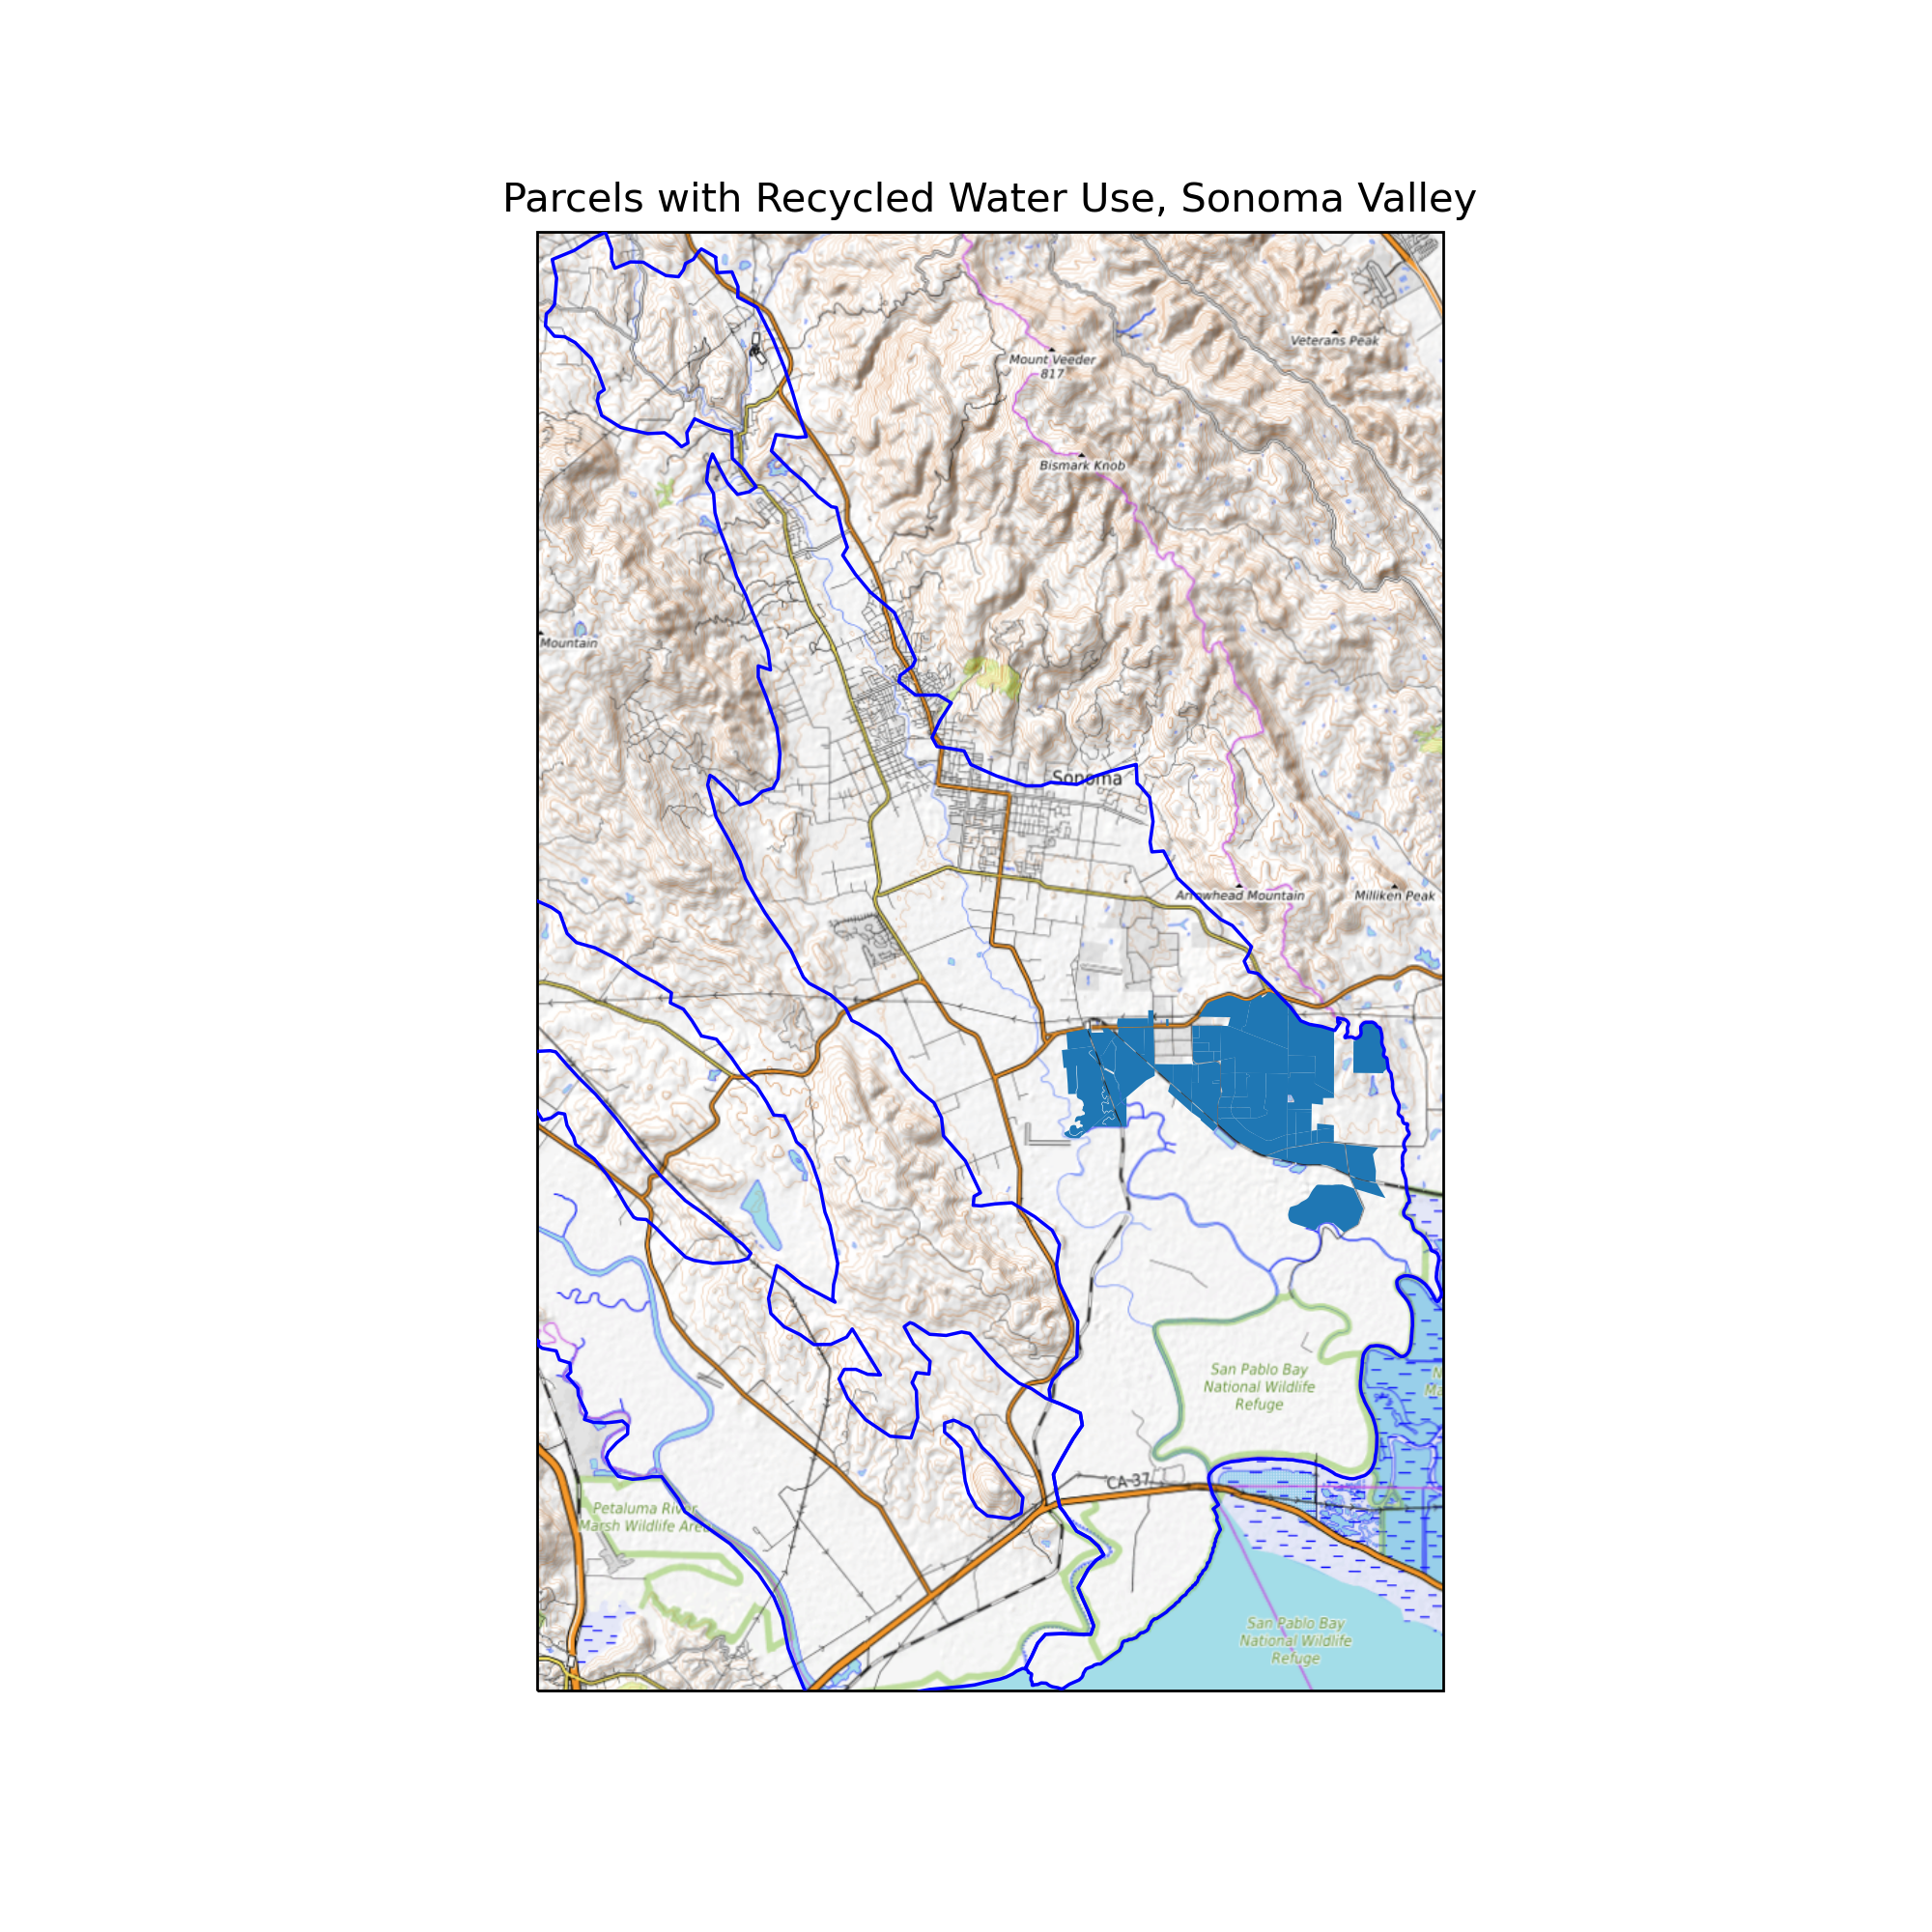 Parcels with Recycled Water Use, Sonoma Valley
Veterans Peak
Mount Veeder
817
Bismark Knob
Mountain
Sonoma
Arrowhead Mountain
Milliken Peak
San Pablo Bay
National Wildlife
Refuge
N
Ma
CA-37
Petaluma River
Marsh Wildlife Area
San Pablo Bay
National Wildlife
Refuge